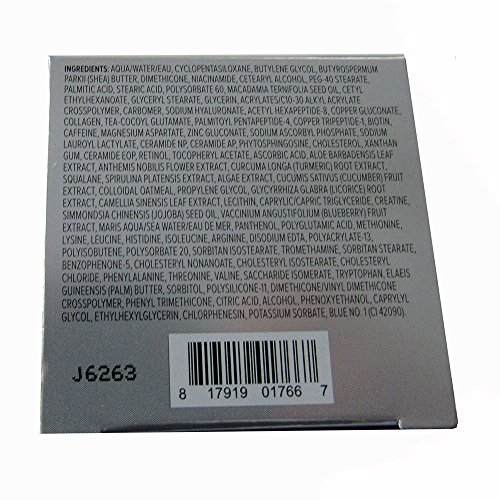 INGREDIENTS: AQUA/WATER/EAU, CYCLOPENTASILOXANE, BUTYLENE GLYCOL, BUTYROSPERMUM
PARKII (SHEA) BUTTER, DIMETHICONE, NIACINAMIDE, CETEARYL ALCOHOL, PEG-40 STEARATE,
PALMITIC ACID, STEARIC ACID, POLYSORBATE 60, MACADAMIA TERNIFOLIA SEED OIL, CETYL
ETHYLHEXANOATE, GLYCERYL STEARATE, GLYCERIN, ACRYLATES/C10-30 ALKYL ACRYLATE
CROSSPOLYMER, CARBOMER, SODIUM HYALURONATE, ACETYL HEXAPEPTIDE-8, COPPER GLUCONATE,
COLLAGEN, TEA-COCOYL GLUTAMATE, PALMITOYL PENTAPEPTIDE-4, COPPER TRIPEPTIDE-1, BIOTIN,
CAFFEINE, MAGNESIUM ASPARTATE, ZINC GLUCONATE, SODIUM ASCORBYL PHOSPHATE, SODIUM
LAUROYL LACTYLATE, CERAMIDE NP, CERAMIDE AP, PHYTOSPHINGOSINE, CHOLESTEROL, XANTHAN
GUM, CERAMIDE EOP, RETINOL, TOCOPHERYL ACETATE, ASCORBIC ACID, ALOE BARBADENSIS LEAF
EXTRACT, ANTHEMIS NOBILIS FLOWER EXTRACT, CURCUMA LONGA (TURMERIC) ROOT EXTRACT,
SQUALANE, SPIRULINA PLATENSIS EXTRACT, ALGAE EXTRACT, CUCUMIS SATIVUS (CUCUMBER) FRUIT
EXTRACT, COLLOIDAL OATMEAL, PROPYLENE GLYCOL, GLYCYRRHIZA GLABRA (LICORICE) ROOT
EXTRACT, CAMELLIA SINENSIS LEAF EXTRACT, LECITHIN, CAPRYLIC/CAPRIC TRIGLYCERIDE, CREATINE,
SIMMONDSIA CHINENSIS (JOJOBA) SEED OIL, VACCINIUM ANGUSTIFOLIUM (BLUEBERRY) FRUIT
EXTRACT, MARIS AQUA/SEA WATER/EAU DE MER, PANTHENOL, POLYGLUTAMIC ACID, METHIONINE,
LYSINE, LEUCINE, HISTIDINE, ISOLEUCINE, ARGININE, DISODIUM EDTA, POLYACRYLATE-13,
POLYISOBUTENE, POLYSORBATE 20, SORBITAN ISOSTEARATE, TROMETHAMINE, SORBITAN STEARATE,
BENZOPHENONE-5, CHOLESTERYL NONANOATE, CHOLESTERYL ISOSTEARATE, CHOLESTERYL
CHLORIDE, PHENYLALANINE, THREONINE, VALINE, SACCHARIDE ISOMERATE, TRYPTOPHAN, ELAEIS
GUINEENSIS (PALM) BUTTER, SORBITOL, POLYSILICONE-11, DIMETHICONE/VINYL DIMETHICONE
CROSSPOLYMER, PHENYL TRIMETHICONE, CITRIC ACID, ALCOHOL, PHENOXYETHANOL, CAPRYLYL
GLYCOL, ETHYLHEXYLGLYCERIN, CHLORPHENESIN, POTASSIUM SORBATE, BLUE NO. 1 (CI 42090).
J6263
8 17919 01766 7